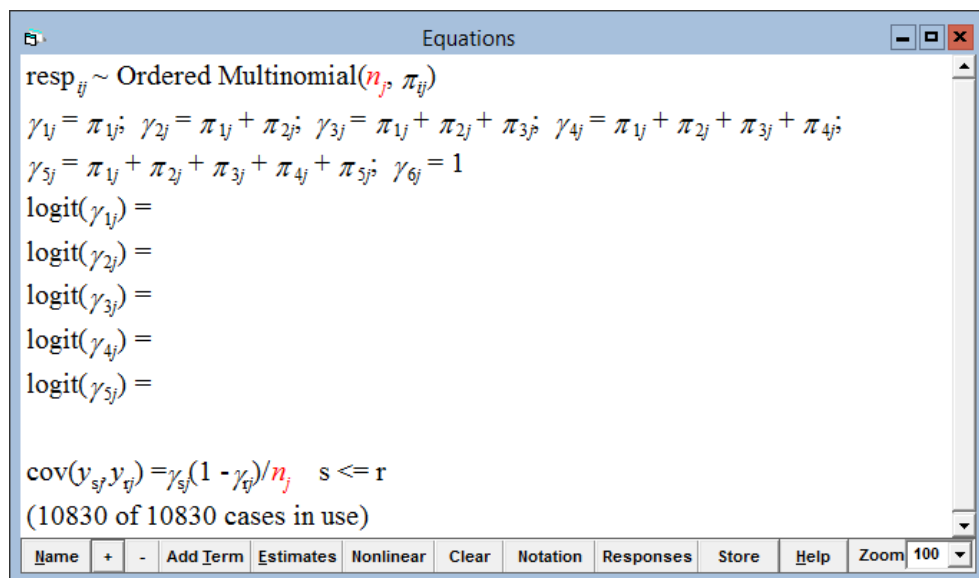 Equations
resp_ij ~ Ordered Multinomial(n_j, π_ij)
γ_1j = π_1j; γ_2j = π_1j + π_2j; γ_3j = π_1j + π_2j + π_3j; γ_4j = π_1j + π_2j + π_3j + π_4j;
γ_5j = π_1j + π_2j + π_3j + π_4j + π_5j; γ_6j = 1
logit(γ_1j) =
logit(γ_2j) =
logit(γ_3j) =
logit(γ_4j) =
logit(γ_5j) =
cov(y_sj, y_rj) =γ_sj(1 - γ_rj)/n_j s <= r
(10830 of 10830 cases in use)
Name + - Add Term Estimates Nonlinear Clear Notation Responses Store Help Zoom 100